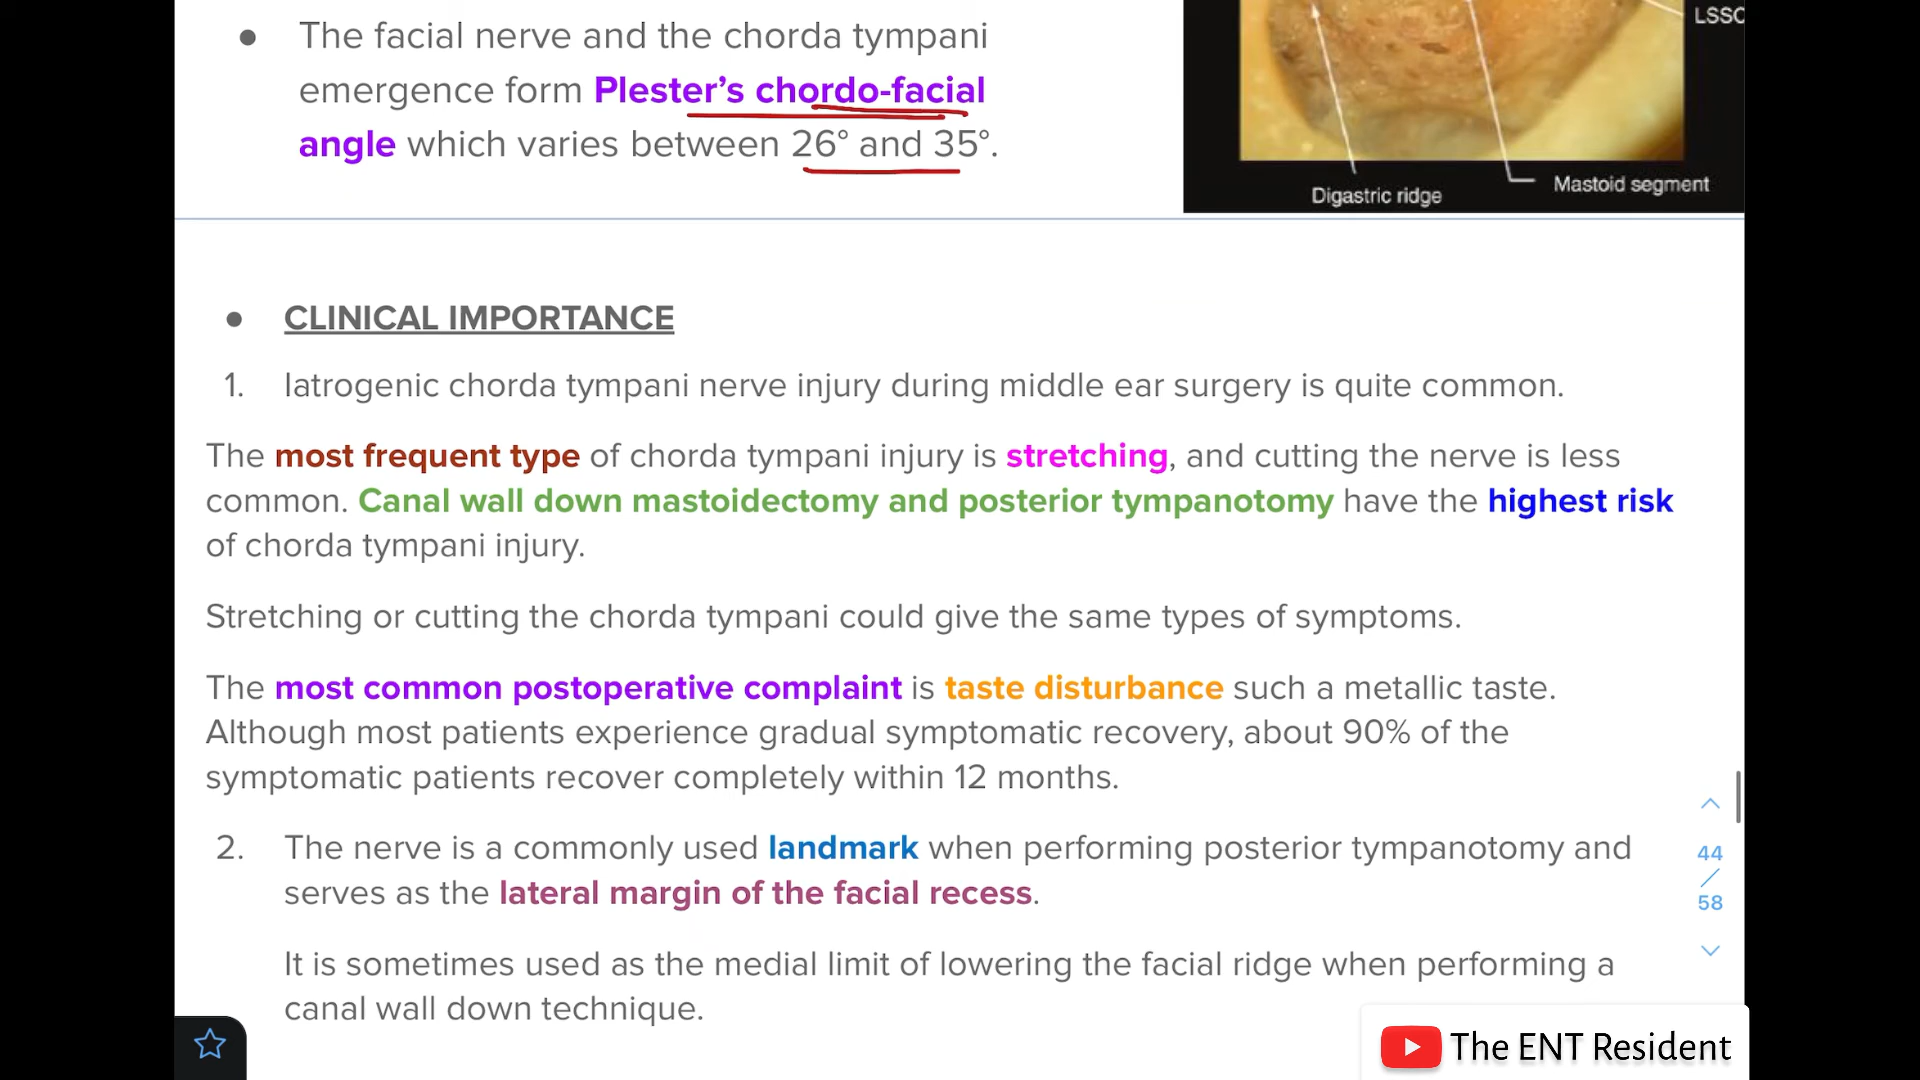 ● The facial nerve and the chorda tympani
emergence form Plester's chordo-facial
angle which varies between 26° and 35°.
LSSC
Digastric ridge
Mastoid segment
● CLINICAL IMPORTANCE
1. Iatrogenic chorda tympani nerve injury during middle ear surgery is quite common.
The most frequent type of chorda tympani injury is stretching, and cutting the nerve is less
common. Canal wall down mastoidectomy and posterior tympanotomy have the highest risk
of chorda tympani injury.
Stretching or cutting the chorda tympani could give the same types of symptoms.
The most common postoperative complaint is taste disturbance such a metallic taste.
Although most patients experience gradual symptomatic recovery, about 90% of the
symptomatic patients recover completely within 12 months.
2. The nerve is a commonly used landmark when performing posterior tympanotomy and
serves as the lateral margin of the facial recess.
It is sometimes used as the medial limit of lowering the facial ridge when performing a
canal wall down technique.
44
/
58
The ENT Resident